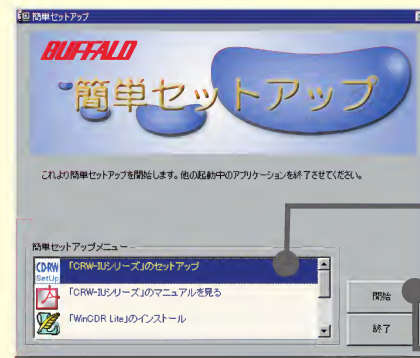 簡単セットアップ
BUFFALO
簡単セットアップ
これより簡単セットアップを開始します。他の起動中のアプリケーションを終了させてください。
簡単セットアップメニュー
CD-RW
SetUp
「CRW-IUシリーズ」のセットアップ
「CRW-IUシリーズ」のマニュアルを見る
「WinCDR Lite」のインストール
開始
終了